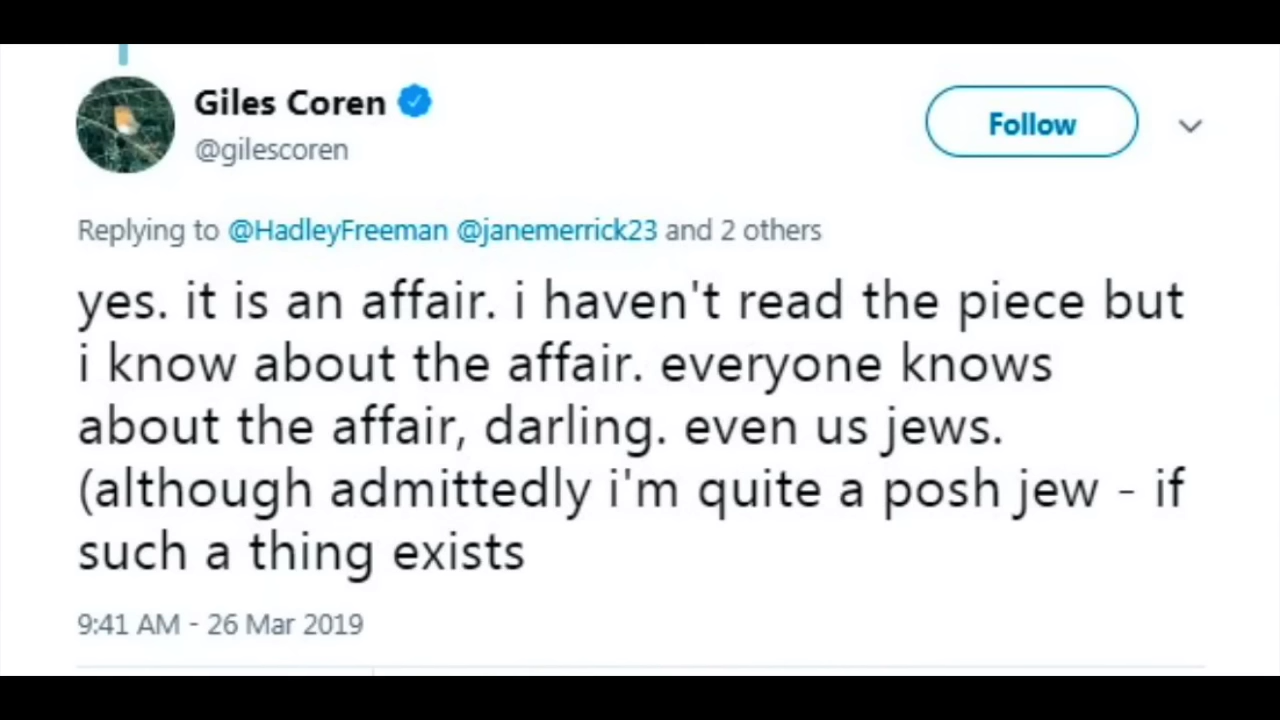 Giles Coren
@gilescoren
Follow
Replying to @HadleyFreeman @janemerrick23 and 2 others
yes. it is an affair. i haven't read the piece but
i know about the affair. everyone knows
about the affair, darling. even us jews.
(although admittedly i'm quite a posh jew - if
such a thing exists
9:41 AM - 26 Mar 2019